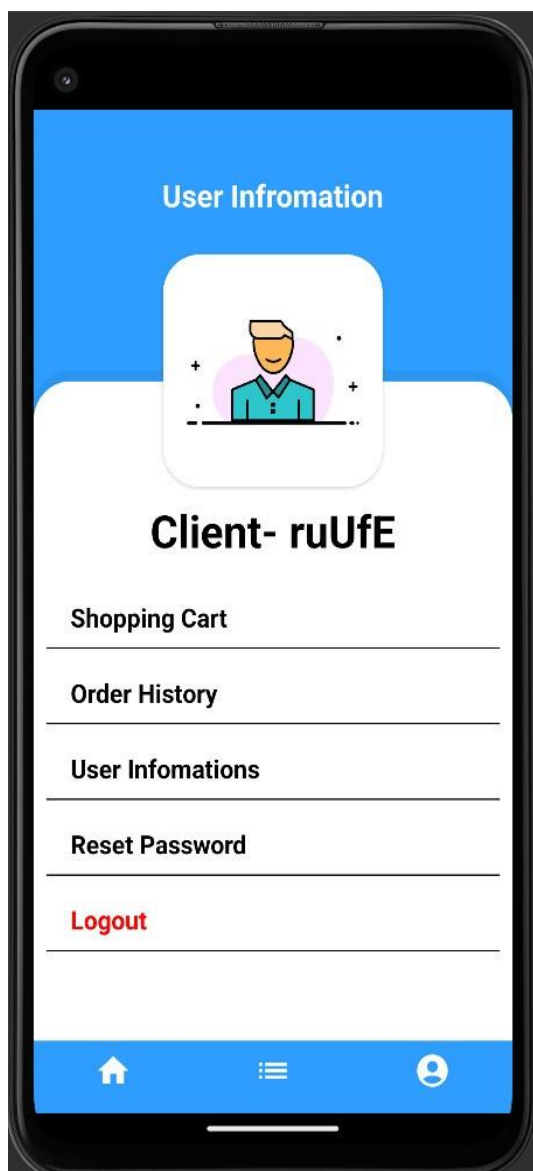 User Infromation
Client- ruUfE
Shopping Cart
Order History
User Infomations
Reset Password
Logout